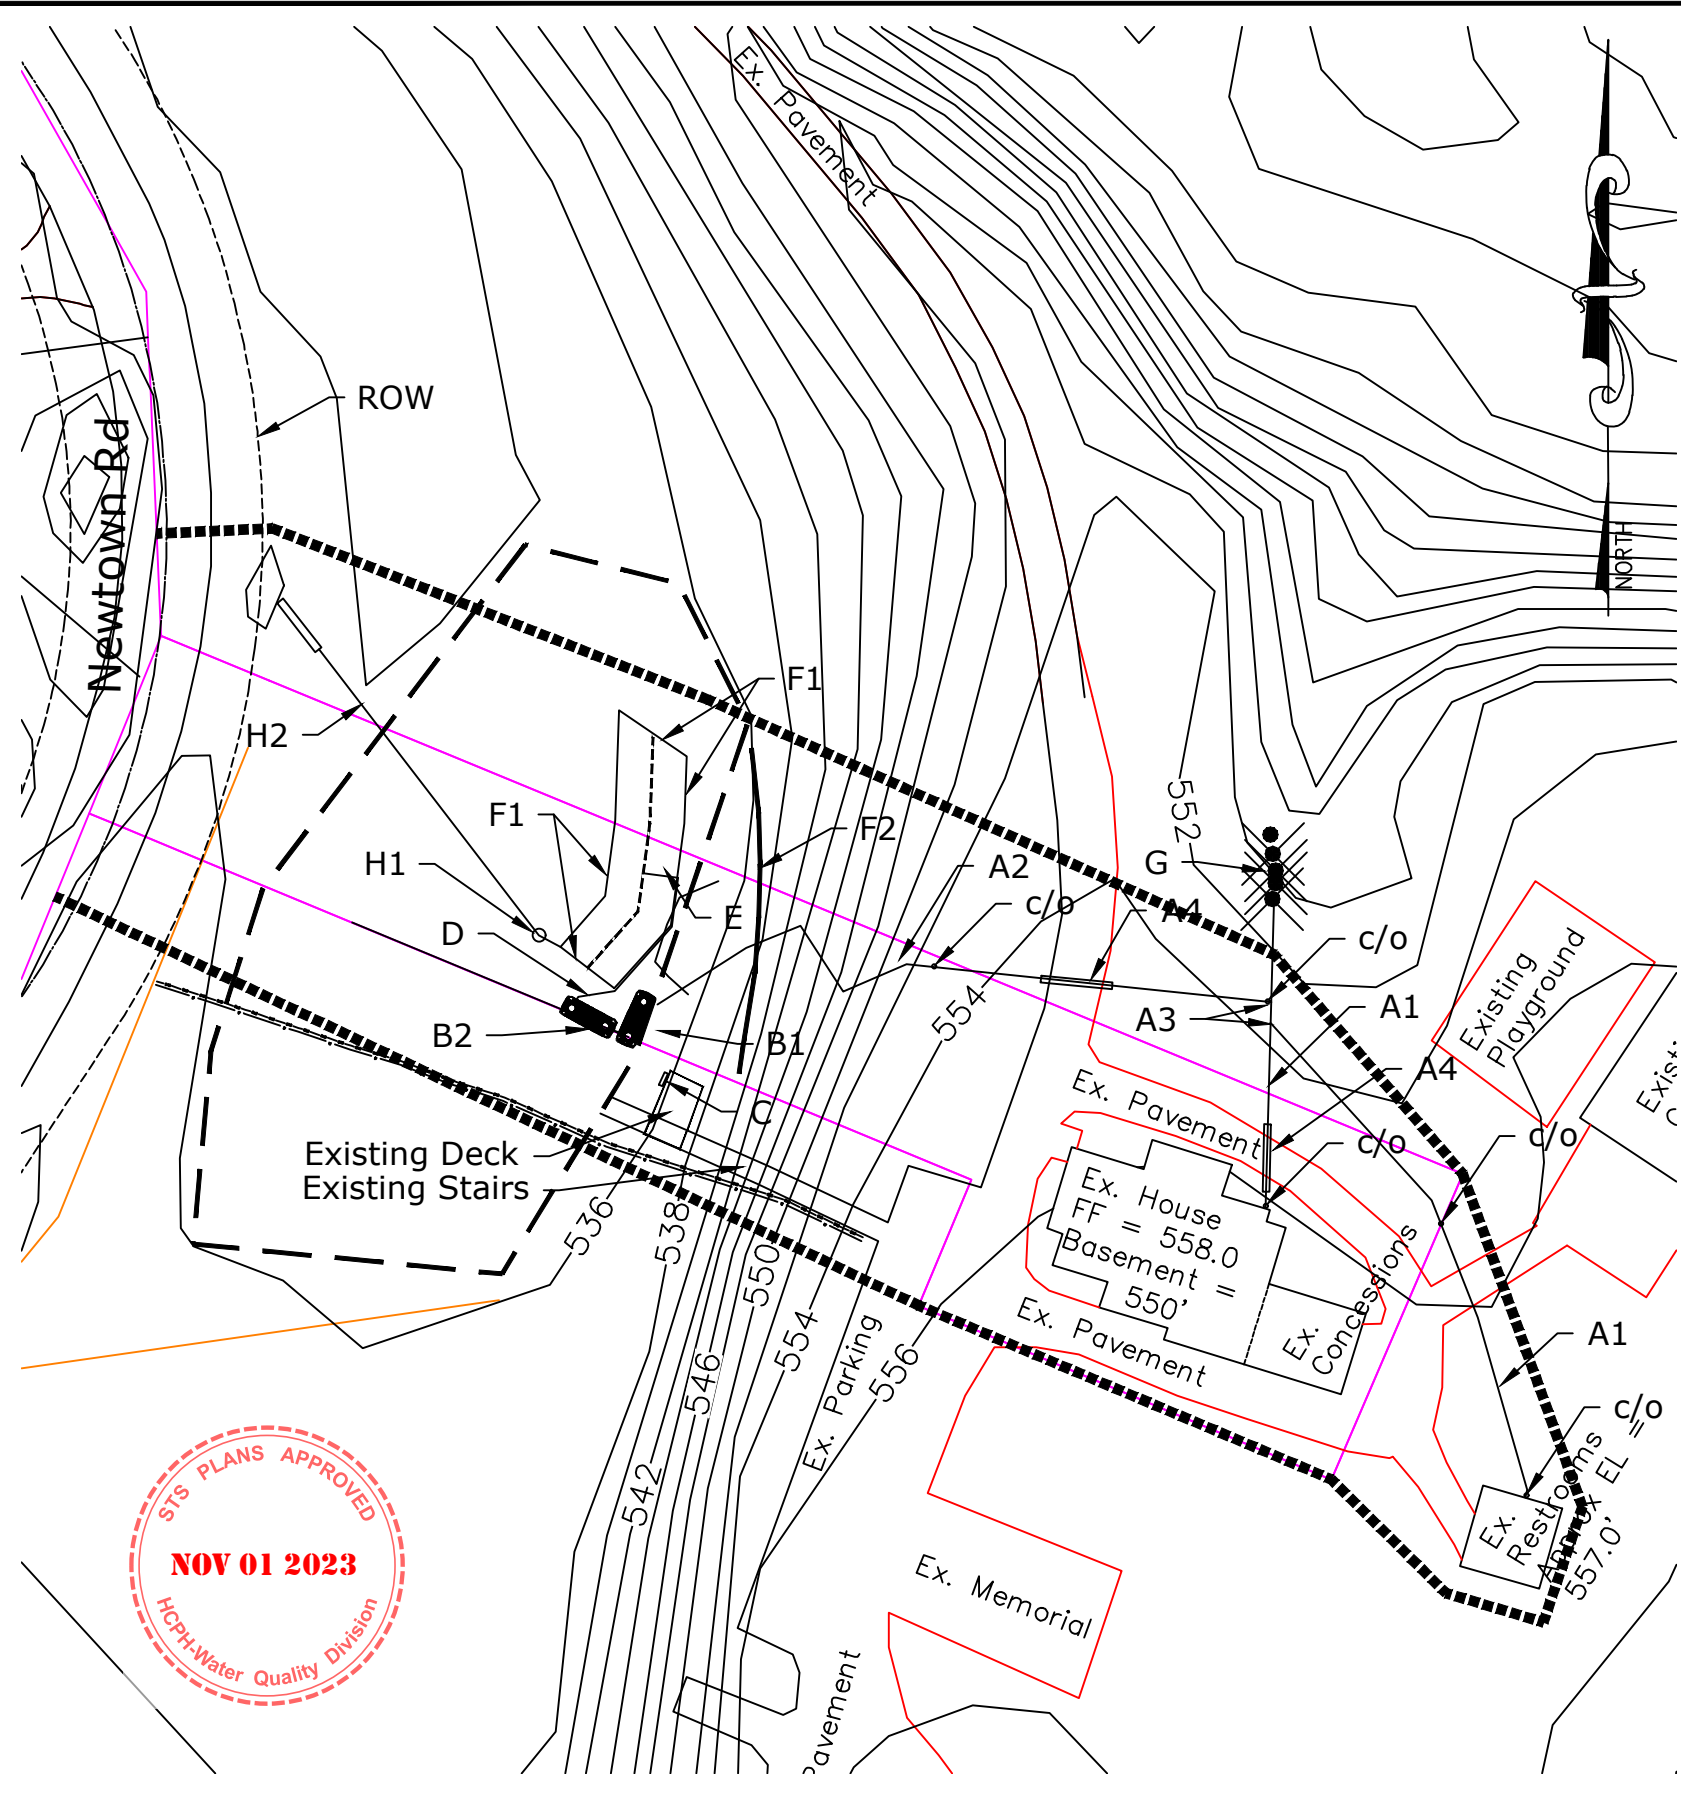 Ex. Pavement
ROW
Newtown Rd
NORTH
F1
H2
F1
F2
H1
A2
c/o
G
A4
552
c/o
D
E
Existing
Playground
B2
B1
554
A3
A1
A4
Ex. Pavement
C
c/o
c/o
Existing Deck
Existing Stairs
536
538
550
Ex. House
FF = 558.0
Basement =
550'
Ex.
Concessions
Ex. Pavement
554
546
542
Ex. Parking
556
A1
c/o
Ex.
Restrooms
Approx EL =
557.0'
STS PLANS APPROVED
NOV 01 2023
HCPH-Water Quality Division
Ex. Memorial
Pavement